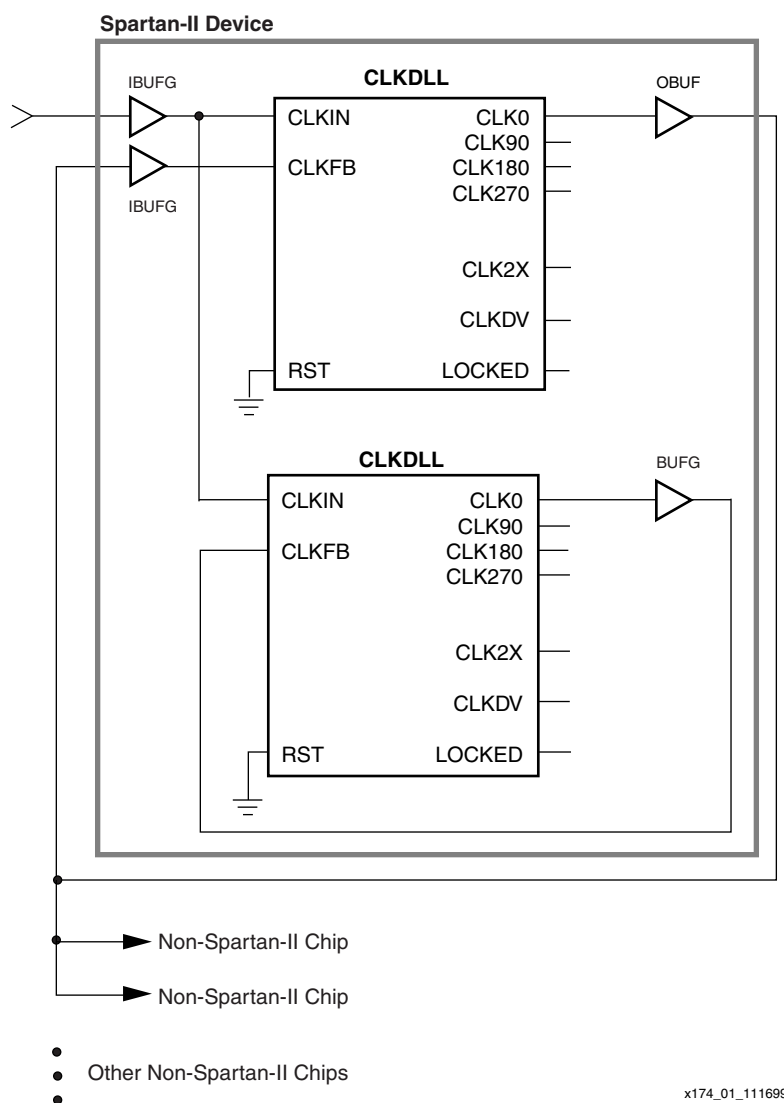 Spartan-II Device
IBUFG
CLKDLL
OBUF
CLKIN
CLK0
CLK90
CLKFB
CLK180
IBUFG
CLK270
CLK2X
CLKDV
RST
LOCKED
CLKDLL
BUFG
CLKIN
CLK0
CLK90
CLKFB
CLK180
CLK270
CLK2X
CLKDV
RST
LOCKED
Non-Spartan-II Chip
Non-Spartan-II Chip
Other Non-Spartan-II Chips
x174_01_111699